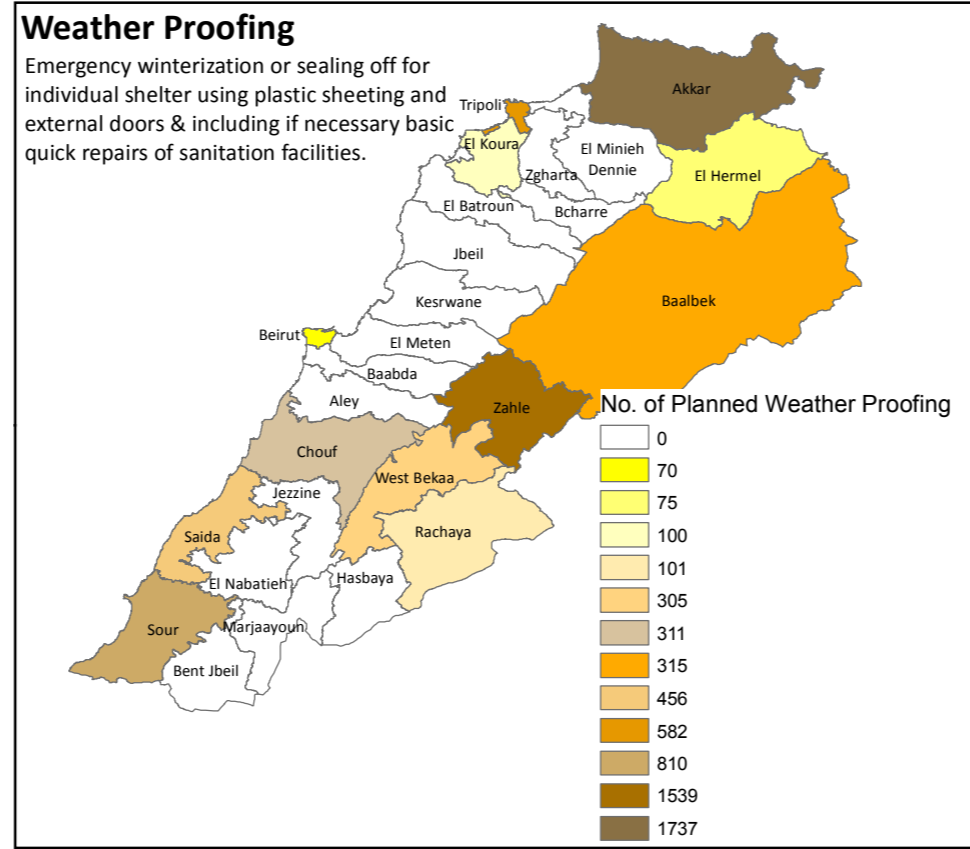 Weather Proofing
Emergency winterization or sealing off for
individual shelter using plastic sheeting and
external doors & including if necessary basic
quick repairs of sanitation facilities.
Akkar
Tripoli
El Koura
El Minieh
Dennie
Zgharta
El Hermel
El Batroun
Bcharre
Jbeil
Baalbek
Kesrwane
Beirut
El Meten
Baabda
Aley
Zahle
Chouf
West Bekaa
Jezzine
Rachaya
Saida
El Nabatieh
Hasbaya
Sour
Marjaayoun
Bent Jbeil
No. of Planned Weather Proofing
0
70
75
100
101
305
311
315
456
582
810
1539
1737